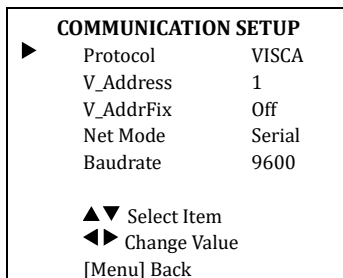 COMMUNICATION SETUP
▶ Protocol VISCA
V_Address 1
V_AddrFix Off
Net Mode Serial
Baudrate 9600
▲▼ Select Item
◀▶ Change Value
[Menu] Back